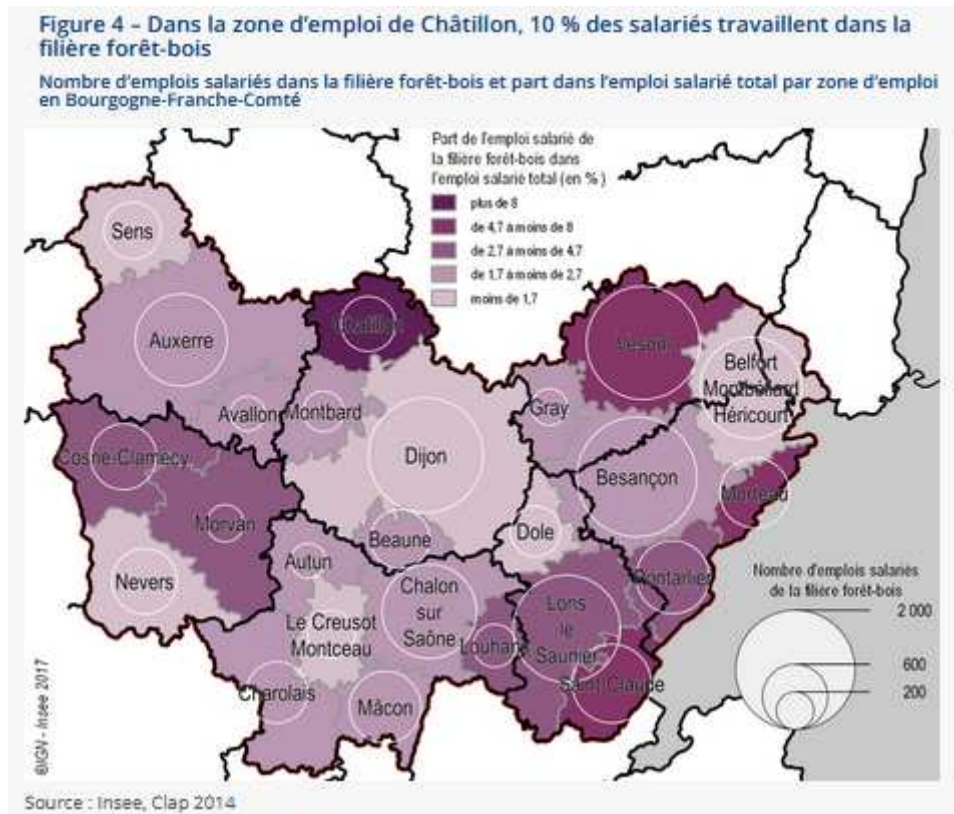 Figure 4 – Dans la zone d’emploi de Châtillon, 10 % des salariés travaillent dans la
filière forêt-bois
Nombre d’emplois salariés dans la filière forêt-bois et part dans l’emploi salarié total par zone d’emploi
en Bourgogne-Franche-Comté
Part de l'emploi salarié de
la filière forêt-bois dans
l'emploi salarié total (en %)
plus de 8
de 4,7 à moins de 8
de 2,7 à moins de 4,7
de 1,7 à moins de 2,7
moins de 1,7
Sens
Auxerre
Chatillon
Vesoul
Belfort
Montbéliard
Héricourt
Avallon
Montbard
Gray
Cosne-Clamecy
Dijon
Besançon
Morteau
Morvan
Beaune
Dole
Nevers
Autun
Pontarlier
Chalon
sur
Saône
Lons
le
Saunier
Le Creusot
Montceau
Louhans
Saint Claude
Charolais
Mâcon
Nombre d'emplois salariés
de la filière forêt-bois
2 000
600
200
©IGN - Insee 2017
Source : Insee, Clap 2014